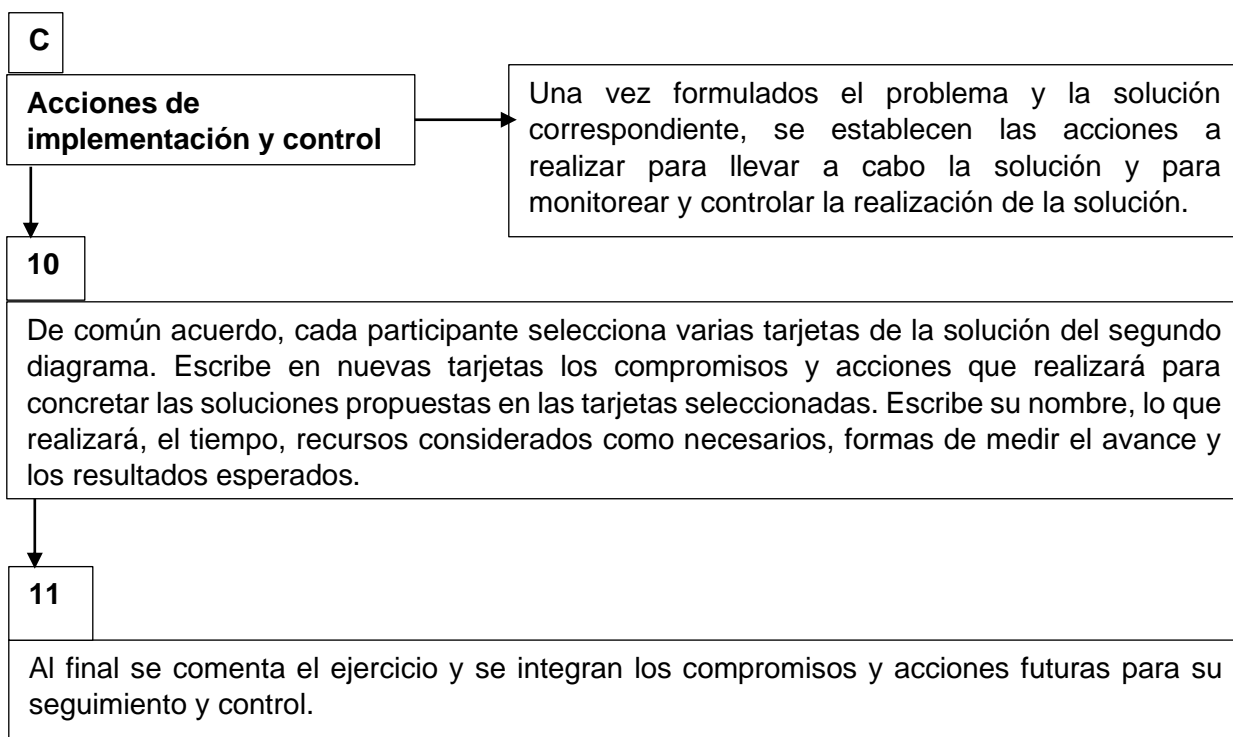 C
Acciones de
implementación y control
Una vez formulados el problema y la solución
correspondiente, se establecen las acciones a
realizar para llevar a cabo la solución y para
monitorear y controlar la realización de la solución.
10
De común acuerdo, cada participante selecciona varias tarjetas de la solución del segundo
diagrama. Escribe en nuevas tarjetas los compromisos y acciones que realizará para
concretar las soluciones propuestas en las tarjetas seleccionadas. Escribe su nombre, lo que
realizará, el tiempo, recursos considerados como necesarios, formas de medir el avance y
los resultados esperados.
11
Al final se comenta el ejercicio y se integran los compromisos y acciones futuras para su
seguimiento y control.